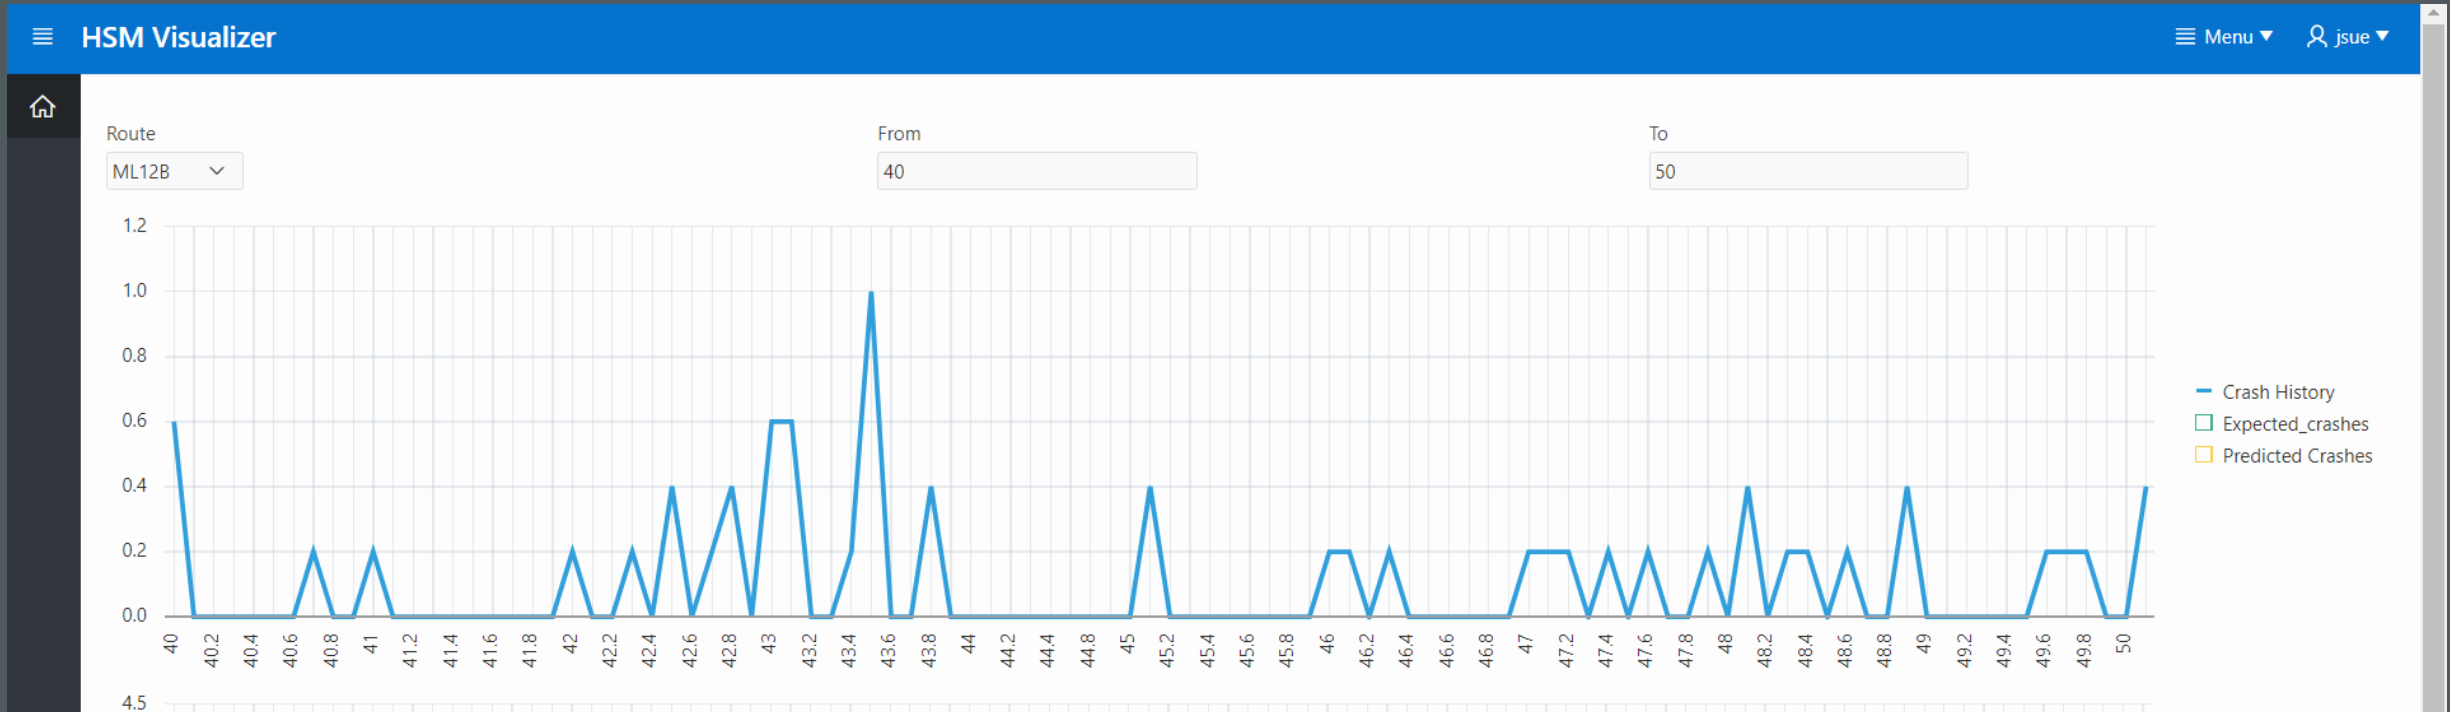 HSM Visualizer
Menu
jsue
Route
From
To
ML12B
40
50
1.2
1.0
0.8
0.6
0.4
0.2
0.0
Crash History
Expected_crashes
Predicted Crashes
40 40.2 40.4 40.6 40.8 41 41.2 41.4 41.6 41.8 42 42.2 42.4 42.6 42.8 43 43.2 43.4 43.6 43.8 44 44.2 44.4 44.8 45 45.2 45.4 45.6 45.8 46 46.2 46.4 46.6 46.8 47 47.2 47.4 47.6 47.8 48 48.2 48.4 48.6 48.8 49 49.2 49.4 49.6 49.8 50
4.5